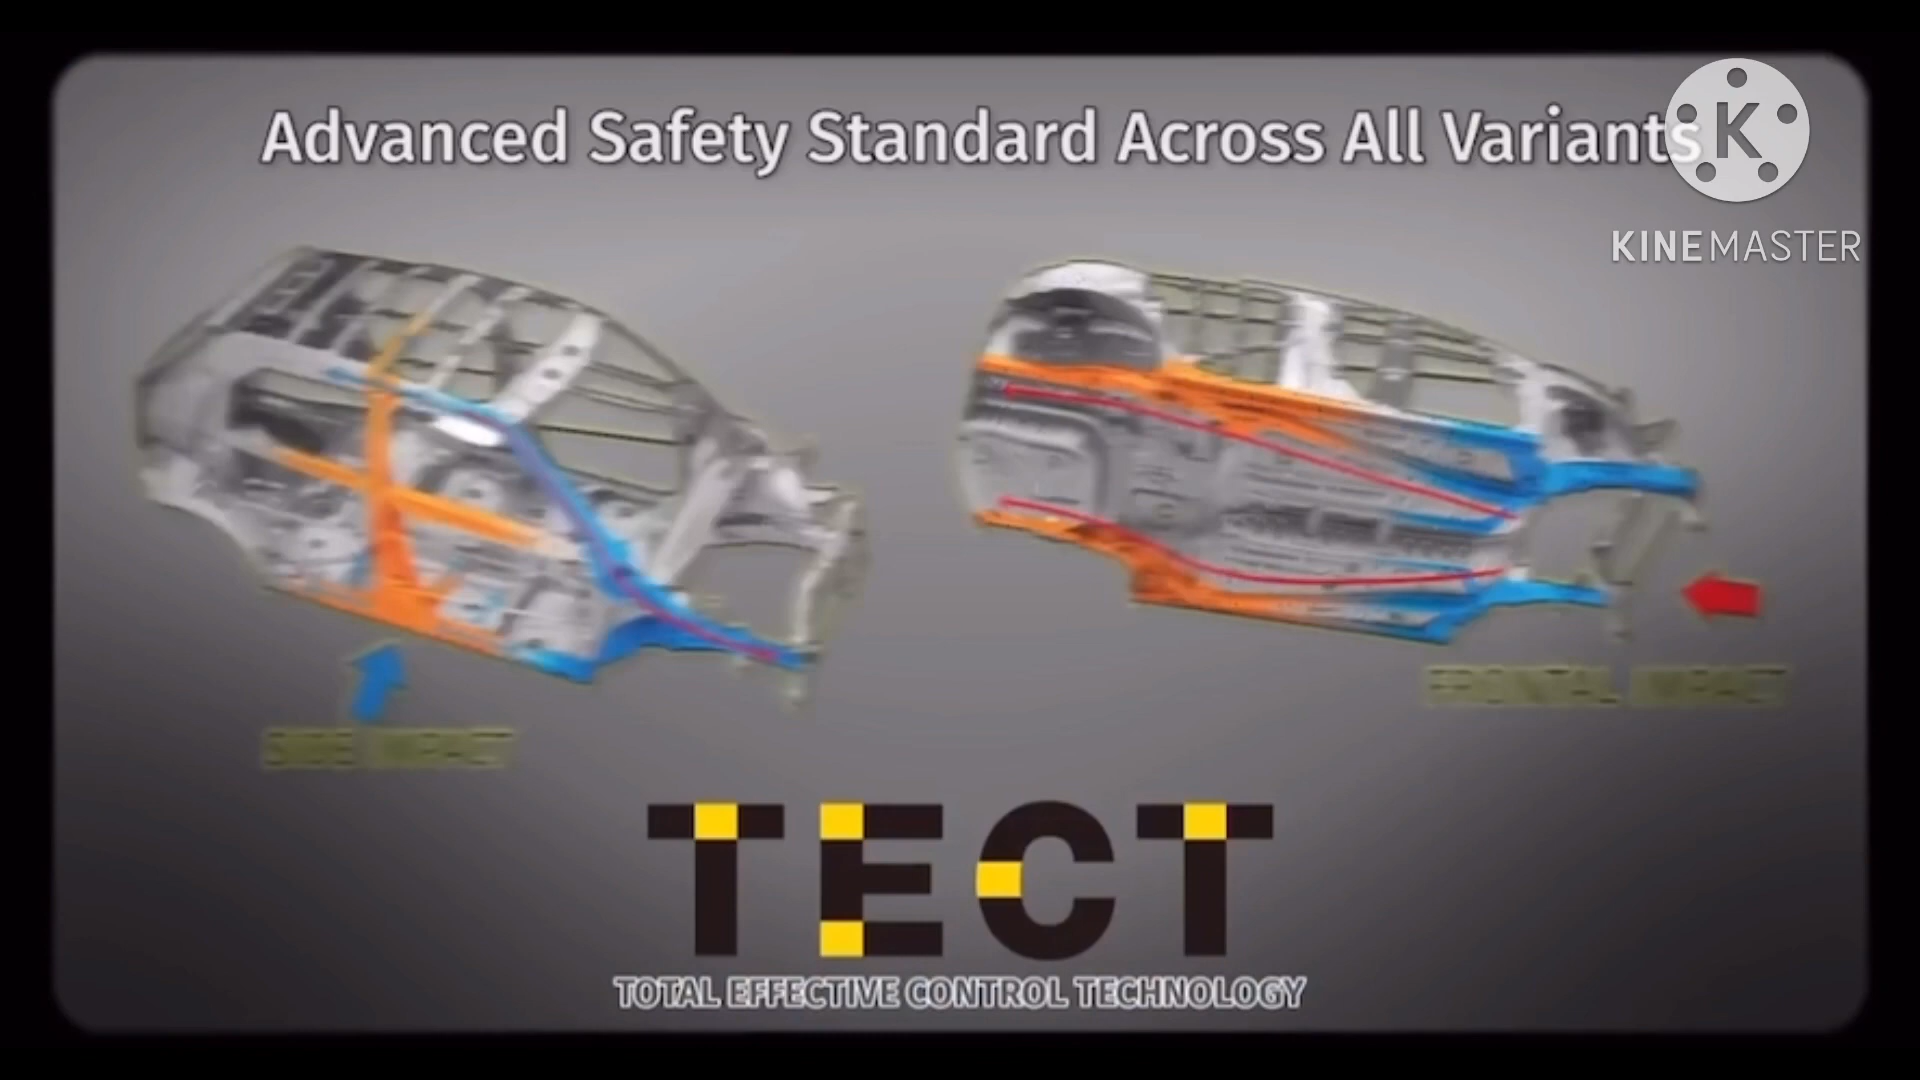 Advanced Safety Standard Across All Variants
K
KINEMASTER
FRONTAL IMPACT
SIDE IMPACT
TECT
TOTAL EFFECTIVE CONTROL TECHNOLOGY